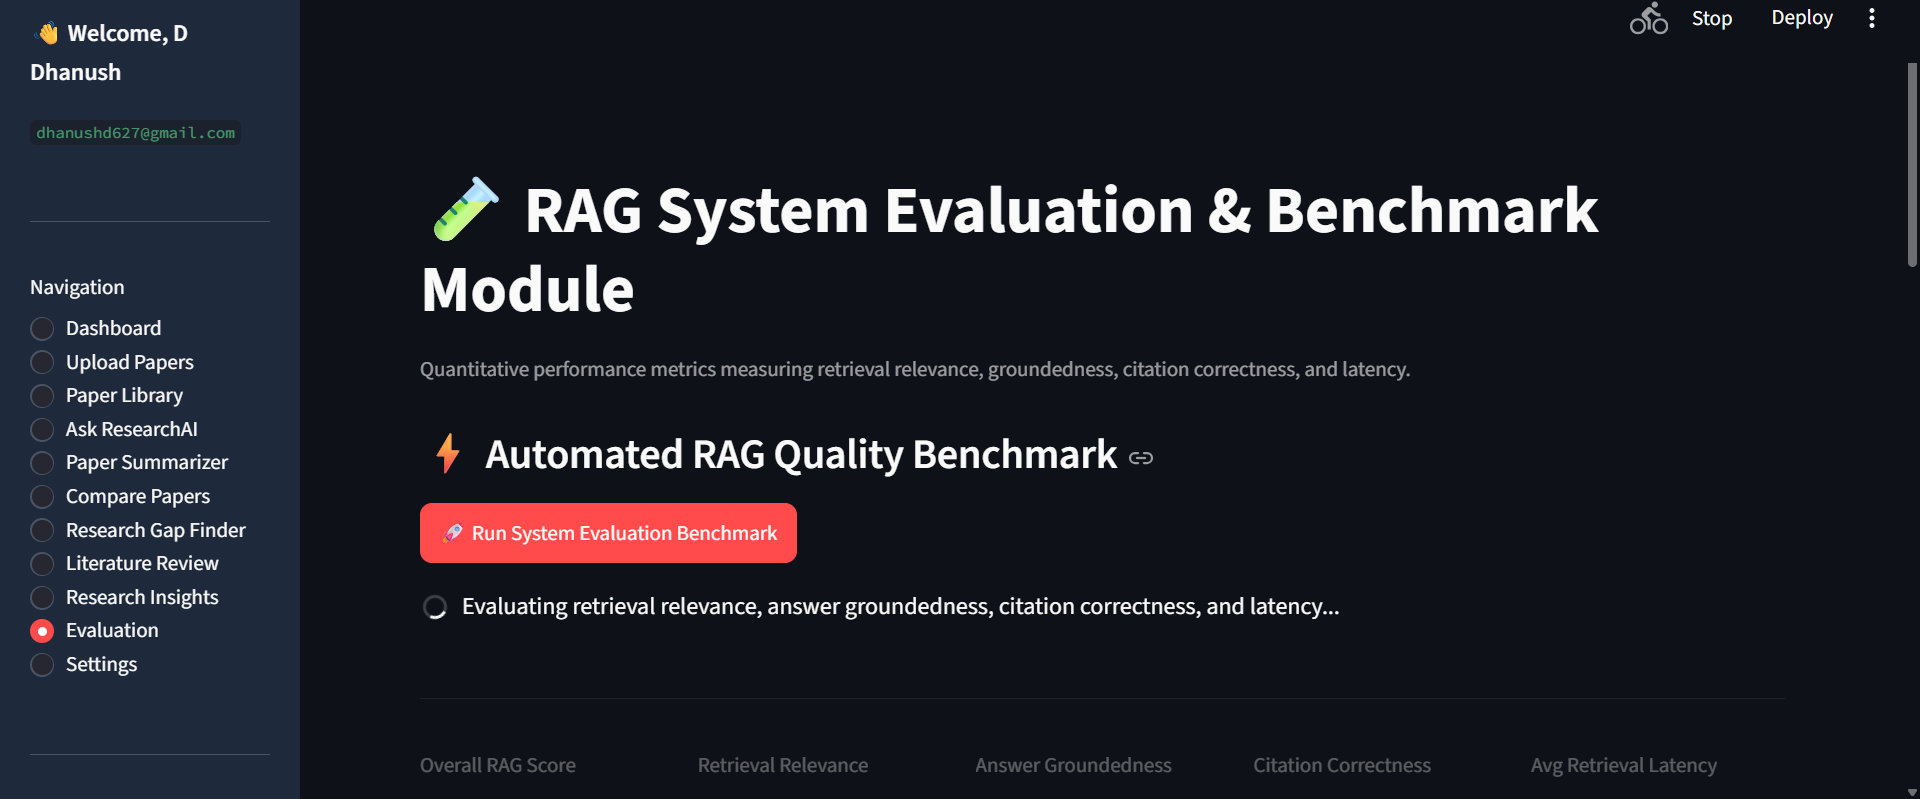 👋 Welcome, D
Dhanush
dhanushd627@gmail.com
Navigation
Dashboard
Upload Papers
Paper Library
Ask ResearchAI
Paper Summarizer
Compare Papers
Research Gap Finder
Literature Review
Research Insights
Evaluation
Settings
Stop
Deploy
🧪 RAG System Evaluation & Benchmark
Module
Quantitative performance metrics measuring retrieval relevance, groundedness, citation correctness, and latency.
⚡ Automated RAG Quality Benchmark
🚀 Run System Evaluation Benchmark
Evaluating retrieval relevance, answer groundedness, citation correctness, and latency...
Overall RAG Score
Retrieval Relevance
Answer Groundedness
Citation Correctness
Avg Retrieval Latency